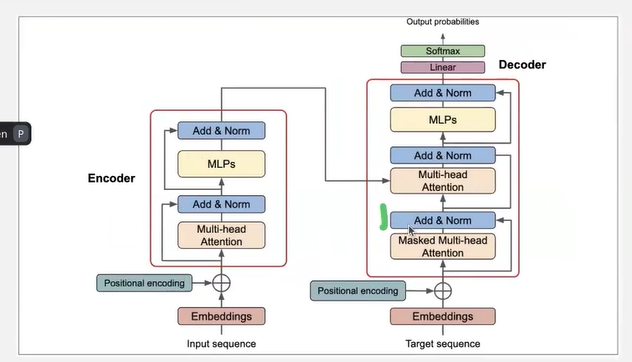 Output probabilities
Softmax
Linear
Decoder
Add & Norm
MLPs
Add & Norm
Multi-head
Attention
Add & Norm
Masked Multi-head
Attention
Positional encoding
Embeddings
Target sequence
en P
Encoder
Add & Norm
MLPs
Add & Norm
Multi-head
Attention
Positional encoding
Embeddings
Input sequence